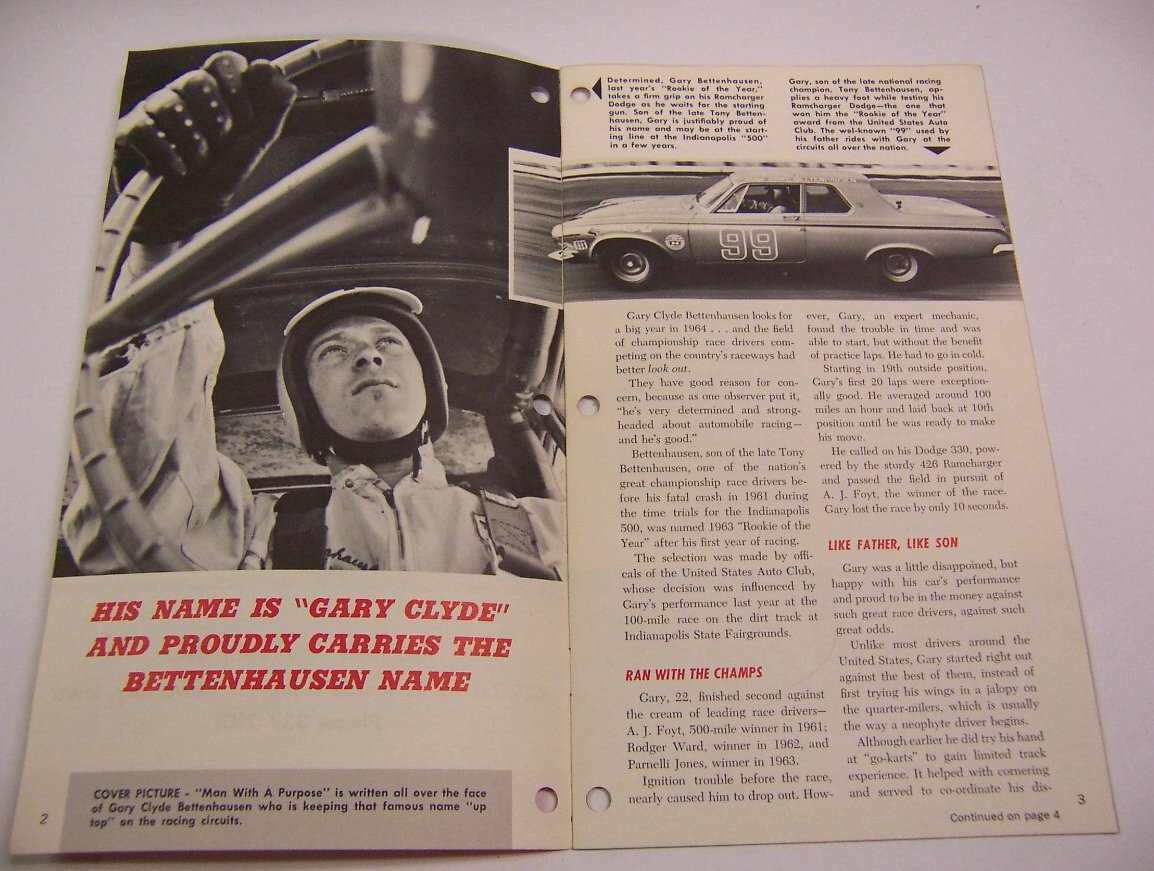 HIS NAME IS "GARY CLYDE"
AND PROUDLY CARRIES THE
BETTENHAUSEN NAME
COVER PICTURE - "Man With A Purpose" is written all over the face
of Gary Clyde Bettenhausen who is keeping that famous name "up
top" on the racing circuits.
2
Determined, Gary Bettenhausen,
last year's "Rookie of the Year,"
takes a firm grip on his Ramcharger
Dodge as he waits for the starting
gun. Son of the late Tony Betten-
hausen, Gary is justifiably proud of
his name and may be at the start-
ing line at the Indianapolis "500"
in a few years.
Gary, son of the late national racing
champion, Tony Bettenhausen, ap-
plies a heavy foot while testing his
Ramcharger Dodge—the one that
won him the "Rookie of the Year"
award from the United States Auto
Club. The wel-known "99" used by
his father rides with Gary at the
circuits all over the nation.
99
Gary Clyde Bettenhausen looks for
a big year in 1964 . . . and the field
of championship race drivers com-
peting on the country's raceways had
better look out.
They have good reason for con-
cern, because as one observer put it,
"he's very determined and strong-
headed about automobile racing—
and he's good."
Bettenhausen, son of the late Tony
Bettenhausen, one of the nation's
great championship race drivers be-
fore his fatal crash in 1961 during
the time trials for the Indianapolis
500, was named 1963 "Rookie of the
Year" after his first year of racing.
The selection was made by offi-
cals of the United States Auto Club,
whose decision was influenced by
Gary's performance last year at the
100-mile race on the dirt track at
Indianapolis State Fairgrounds.
RAN WITH THE CHAMPS
Gary, 22, finished second against
the cream of leading race drivers—
A. J. Foyt, 500-mile winner in 1961;
Rodger Ward, winner in 1962, and
Parnelli Jones, winner in 1963.
Ignition trouble before the race,
nearly caused him to drop out. How-
ever, Gary, an expert mechanic,
found the trouble in time and was
able to start, but without the benefit
of practice laps. He had to go in cold.
Starting in 19th outside position,
Gary's first 20 laps were exception-
ally good. He averaged around 100
miles an hour and laid back at 10th
position until he was ready to make
his move.
He called on his Dodge 330, pow-
ered by the sturdy 426 Ramcharger
and passed the field in pursuit of
A. J. Foyt, the winner of the race.
Gary lost the race by only 10 seconds.
LIKE FATHER, LIKE SON
Gary was a little disappoined, but
happy with his car's performance
and proud to be in the money against
such great race drivers, against such
great odds.
Unlike most drivers around the
United States, Gary started right out
against the best of them, instead of
first trying his wings in a jalopy on
the quarter-milers, which is usually
the way a neophyte driver begins.
Although earlier he did try his hand
at "go-karts" to gain limited track
experience. It helped with cornering
and served to co-ordinate his dis-
Continued on page 4
3